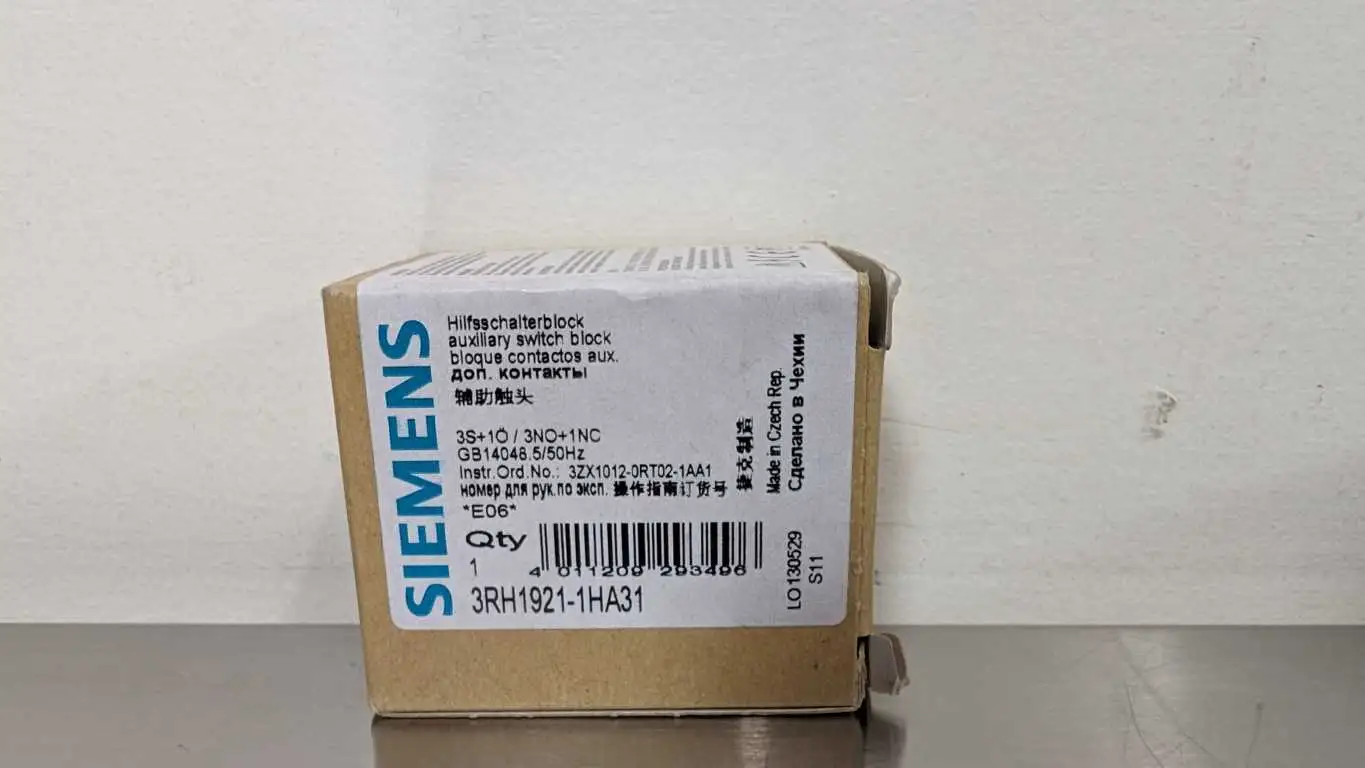 SIEMENS
Hilfsschalterblock
auxiliary switch block
bloque contactos aux.
доп. контакты
辅助触头
3S+1Ö / 3NO+1NC
GB14048.5/50Hz
Instr.Ord.No.: 3ZX1012-0RT02-1AA1
номер для рук.по эксп. 操作指南订货号
*E06*
Qty
1
4 011209 293496
3RH1921-1HA31
捷克制造
Made in Czech Rep.
Сделано в Чехии
LO130529
S11